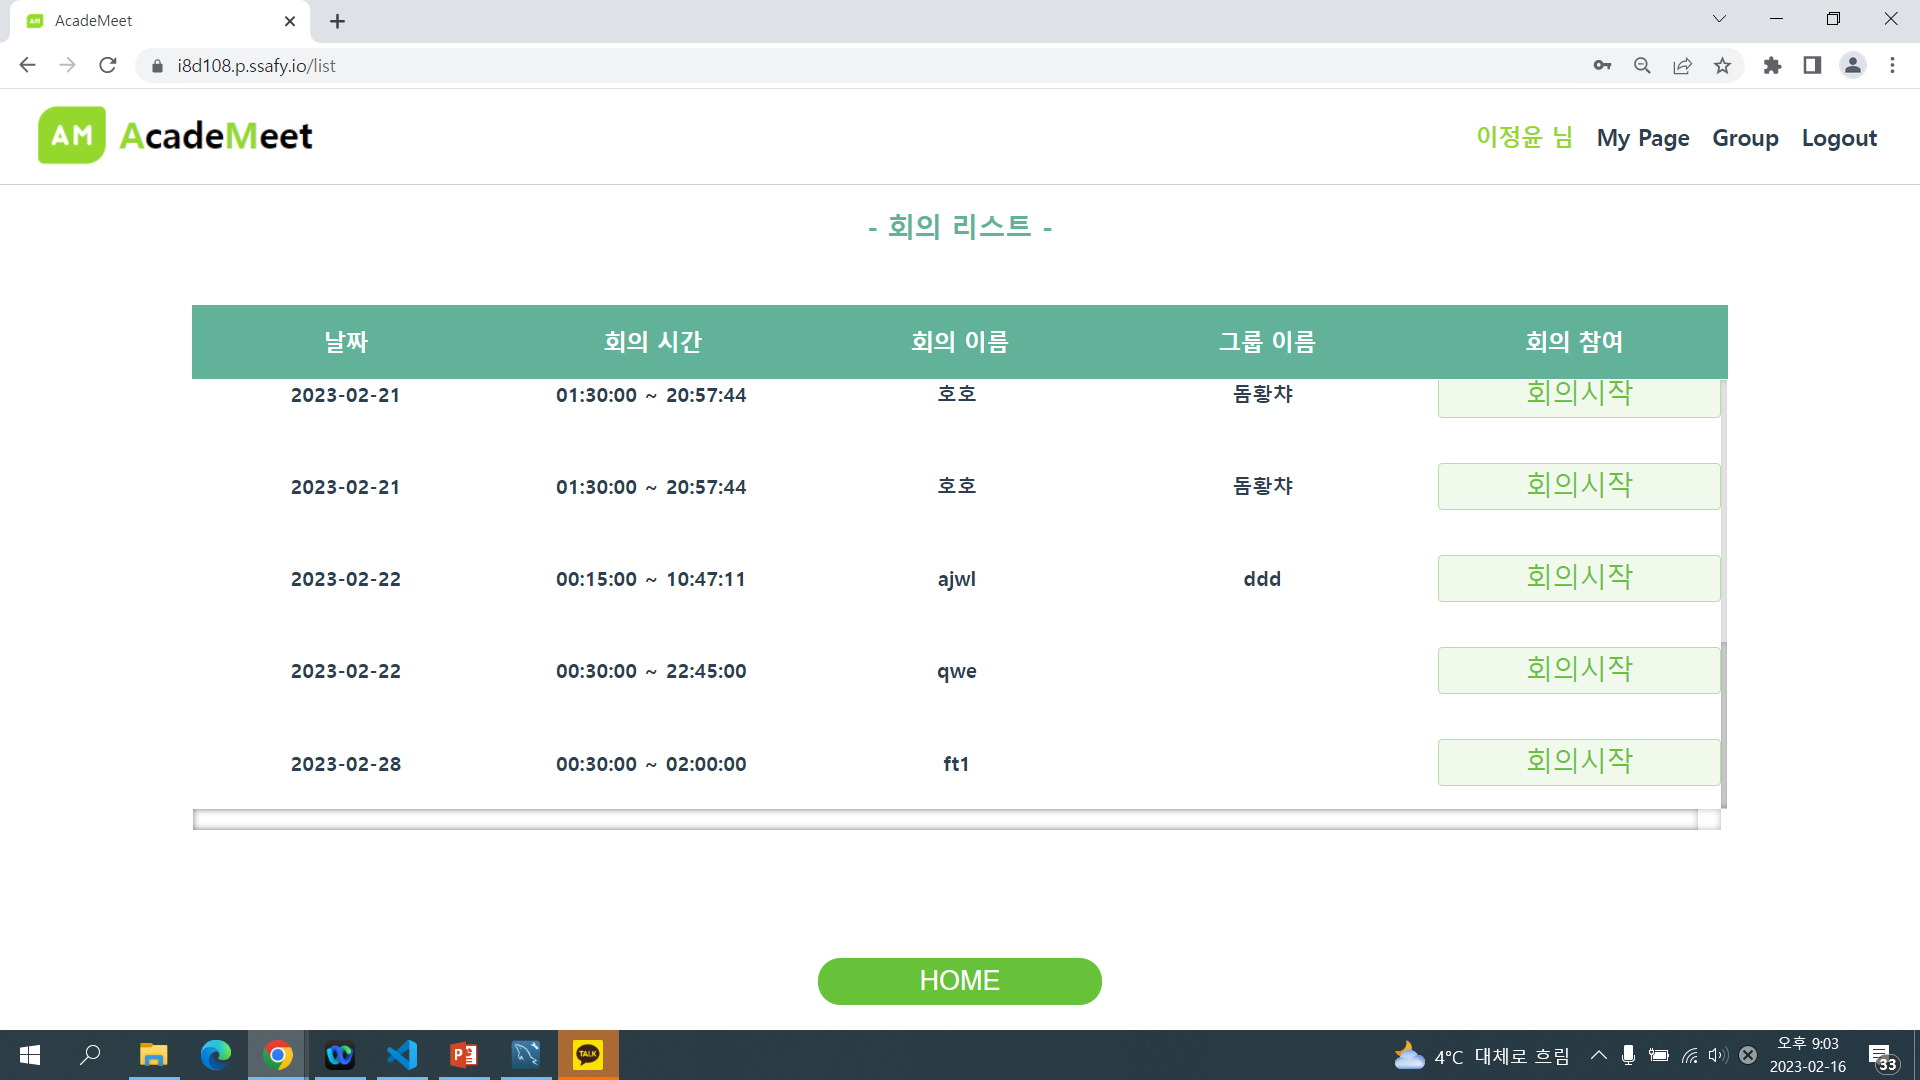 AcadeMeet
i8d108.p.ssafy.io/list
AM AcadeMeet
이정윤 님 My Page Group Logout
- 회의 리스트 -
날짜 회의 시간 회의 이름 그룹 이름 회의 참여
2023-02-21 01:30:00 ~ 20:57:44 호호 돔황챠 회의시작
2023-02-21 01:30:00 ~ 20:57:44 호호 돔황챠 회의시작
2023-02-22 00:15:00 ~ 10:47:11 ajwl ddd 회의시작
2023-02-22 00:30:00 ~ 22:45:00 qwe 회의시작
2023-02-28 00:30:00 ~ 02:00:00 ft1 회의시작
HOME
TALK
4°C 대체로 흐림
오후 9:03
2023-02-16
33